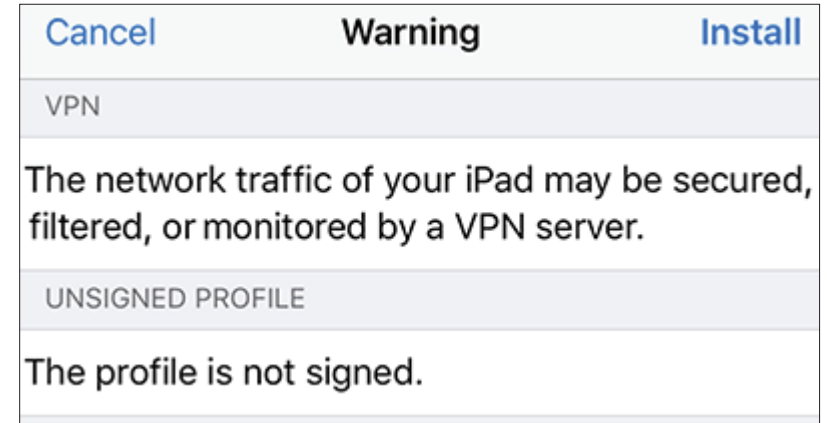 Cancel Warning Install
VPN
The network traffic of your iPad may be secured,
filtered, or monitored by a VPN server.
UNSIGNED PROFILE
The profile is not signed.